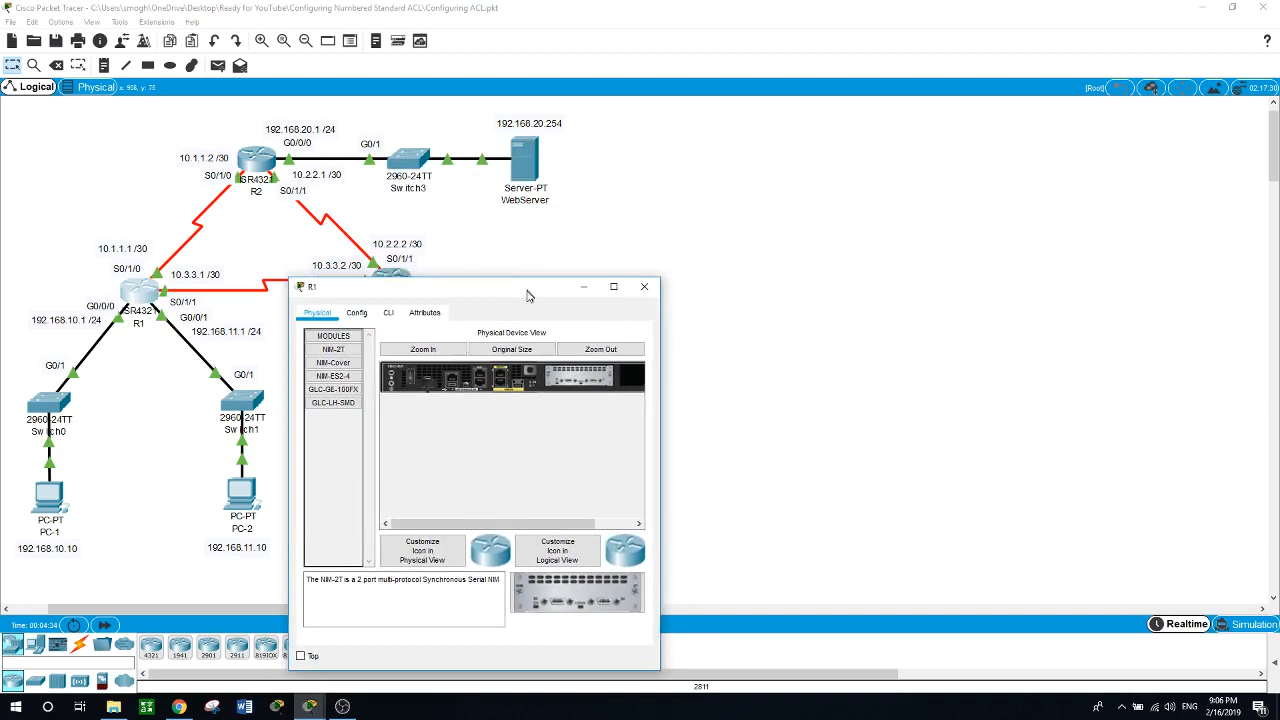 Cisco Packet Tracer - C:\Users\smogh\OneDrive\Desktop\Ready for YouTube\Configuring Numbered Standard ACL\Configuring ACL.pkt
File Edit Options View Tools Extensions Help
Logical Physical x: 958, y: 75 [Root] 02:17:30
192.168.20.254
192.168.20.1 /24
G0/0/0
G0/1
10.1.1.2 /30
S0/1/0
10.2.2.1 /30
S0/1/1
R2
2960-24TT
Switch3
Server-PT
WebServer
10.1.1.1 /30
S0/1/0
10.2.2.2 /30
S0/1/1
10.3.3.1 /30
10.3.3.2 /30
S0/1/1
G0/0/0
G0/0/1
R1
192.168.10.1 /24
192.168.11.1 /24
G0/1
G0/1
2960-24TT
Switch0
2960-24TT
Switch1
PC-PT
PC-1
192.168.10.10
PC-PT
PC-2
192.168.11.10
R1
Physical Config CLI Attributes
MODULES
NIM-2T
NIM-Cover
NIM-ES2-4
GLC-GE-100FX
GLC-LH-SMD
Physical Device View
Zoom In Original Size Zoom Out
Customize
Icon in
Physical View
Customize
Icon in
Logical View
The NIM-2T is a 2 port multi-protocol Synchronous Serial NIM
Top
Time: 00:04:34 Realtime Simulation
4321 1941 2901 2911 819IOX
2811
9:06 PM
2/16/2019